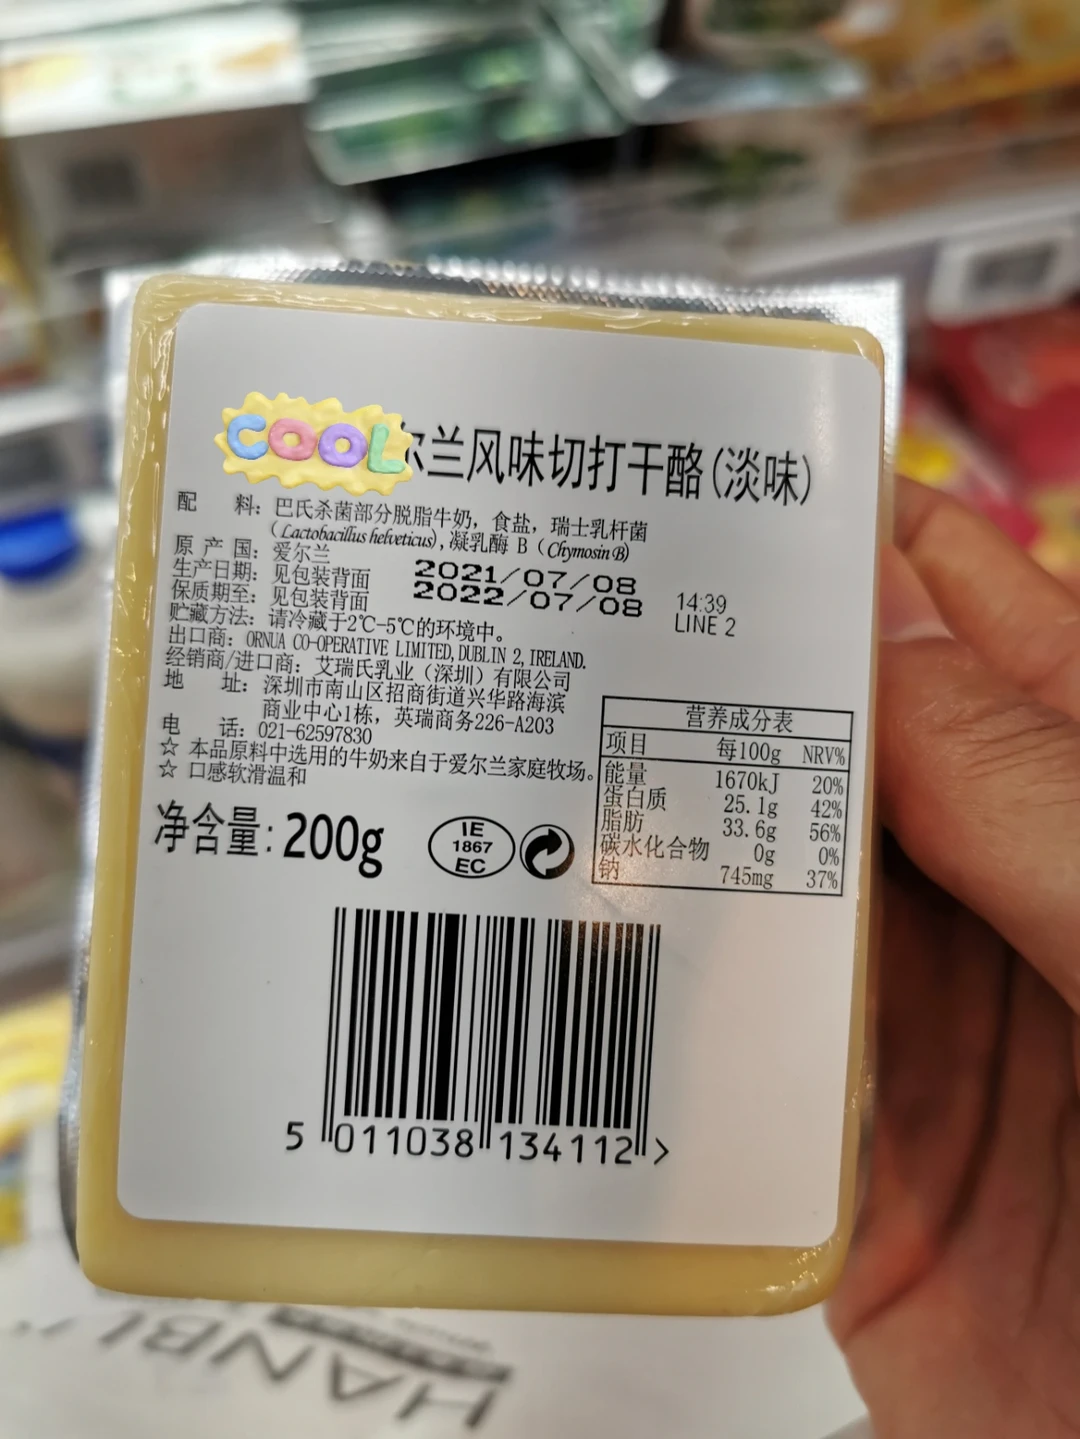 COOL
尔兰风味切打干酪(淡味)
配 料: 巴氏杀菌部分脱脂牛奶, 食盐, 瑞士乳杆菌
(Lactobacillus helveticus), 凝乳酶 B (Chymosin B)
原 产 国: 爱尔兰
生产日期: 见包装背面 2021/07/08
保质期至: 见包装背面 2022/07/08
14:39
LINE 2
贮藏方法: 请冷藏于2℃-5℃的环境中。
出口商: ORNUA CO-OPERATIVE LIMITED, DUBLIN 2, IRELAND.
经销商/进口商: 艾瑞氏乳业(深圳)有限公司
地 址: 深圳市南山区招商街道兴华路海滨
商业中心1栋, 英瑞商务226-A203
电 话: 021-62597830
☆ 本品原料中选用的牛奶来自于爱尔兰家庭牧场。
☆ 口感软滑温和
营养成分表
项目 每100g NRV%
能量 1670kJ 20%
蛋白质 25.1g 42%
脂肪 33.6g 56%
碳水化合物 0g 0%
钠 745mg 37%
净含量: 200g
IE
1867
EC
5 011038 134112 >